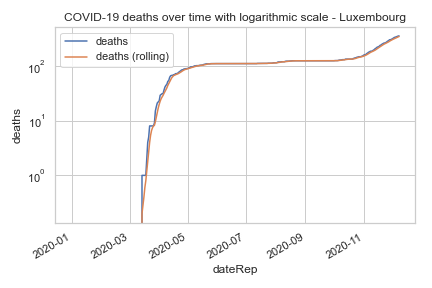 COVID-19 deaths over time with logarithmic scale - Luxembourg
deaths
deaths (rolling)
10²
10¹
10⁰
deaths
2020-01
2020-03
2020-05
2020-07
2020-09
2020-11
dateRep